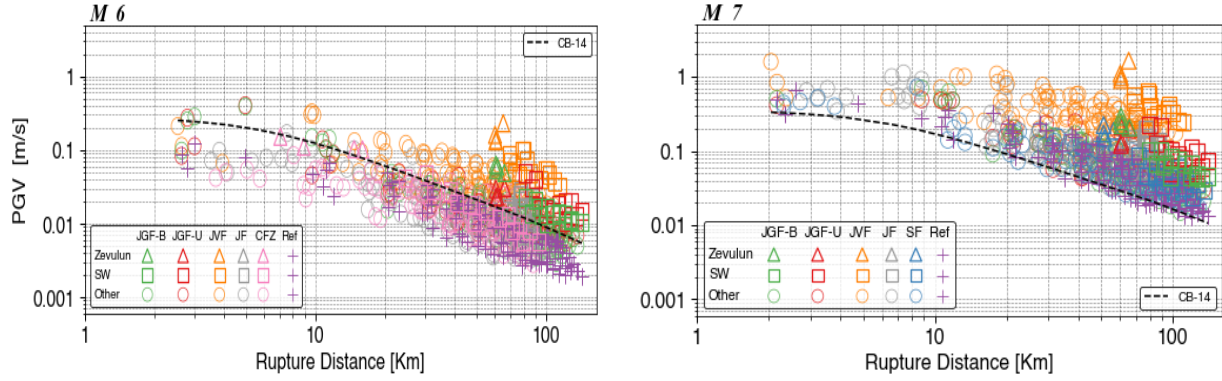 M 6
CB-14
1
0.1
0.01
0.001
PGV [m/s]
JGF-B JGF-U JVF JF CFZ Ref
Zevulun
SW
Other
1 10 100
Rupture Distance [Km]
M 7
1
0.1
0.01
0.001
JGF-B JGF-U JVF JF SF Ref
Zevulun
SW
Other
CB-14
1 10 100
Rupture Distance [Km]